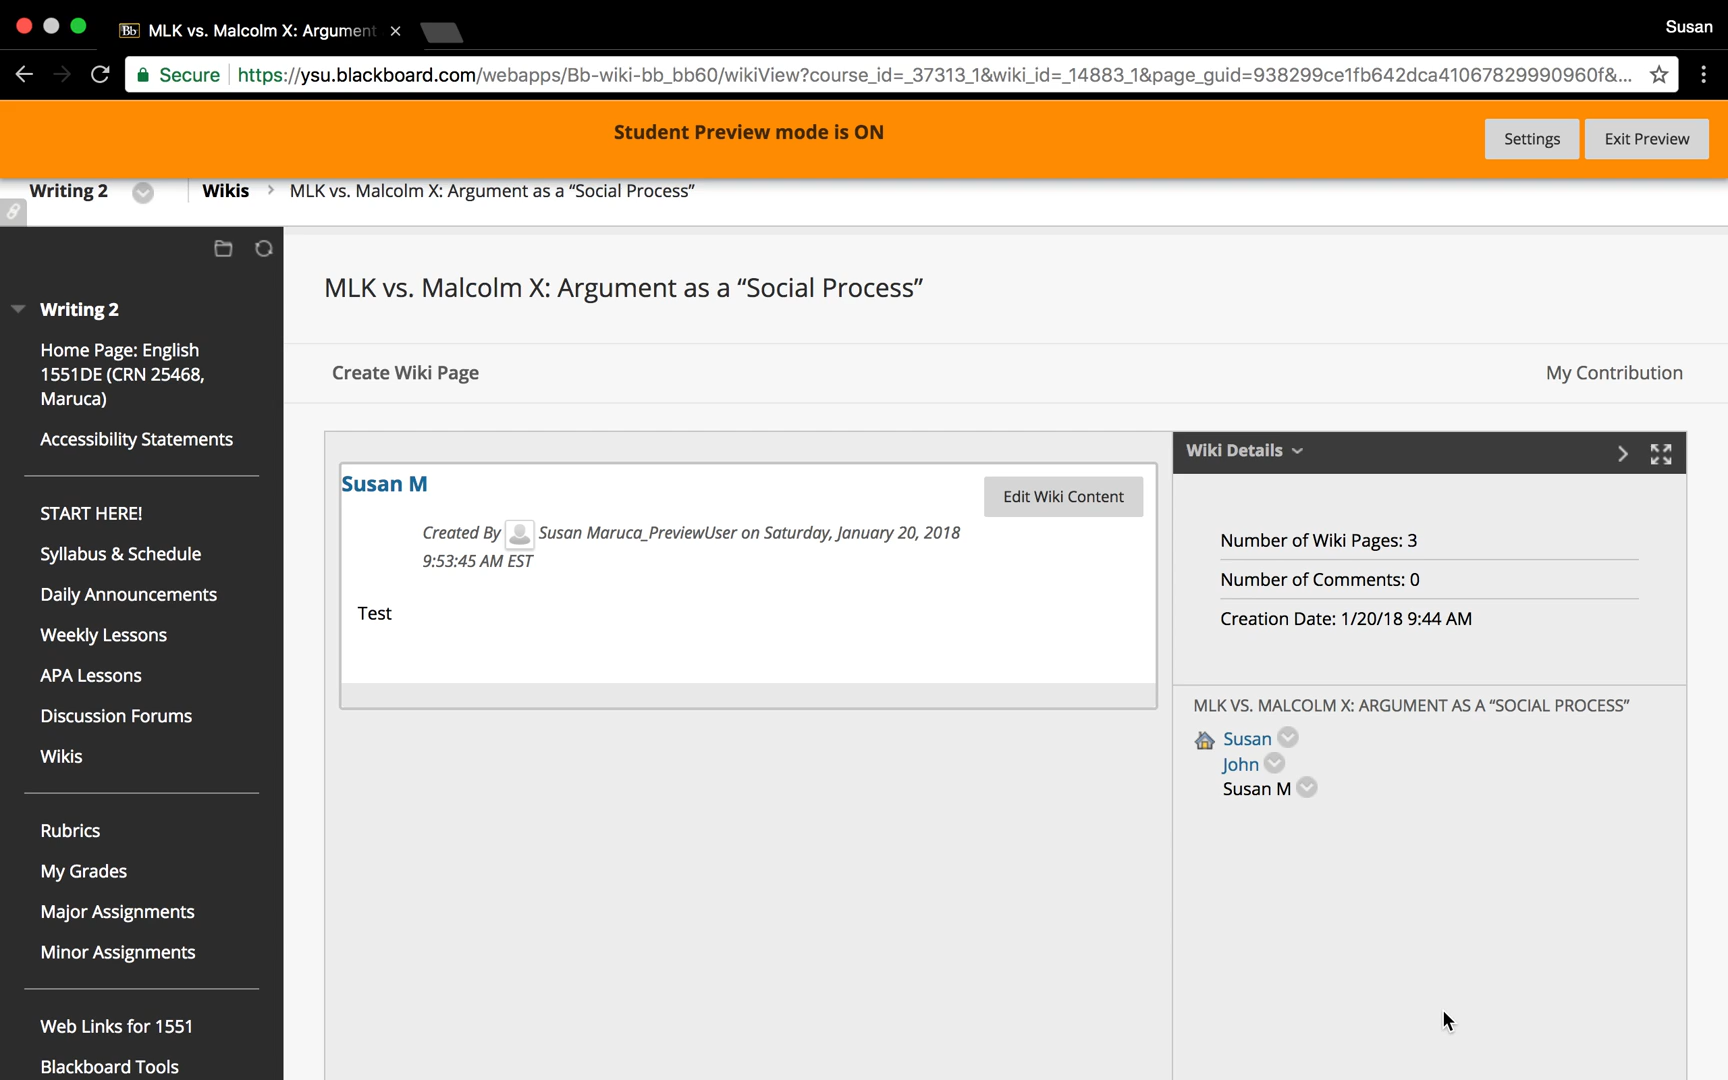 Bb MLK vs. Malcolm X: Argument
Susan
Secure https://ysu.blackboard.com/webapps/Bb-wiki-bb_bb60/wikiView?course_id=_37313_1&wiki_id=_14883_1&page_guid=938299ce1fb642dca41067829990960f&...
Student Preview mode is ON
Settings
Exit Preview
Writing 2
Wikis > MLK vs. Malcolm X: Argument as a “Social Process”
Writing 2
Home Page: English
1551DE (CRN 25468,
Maruca)
Accessibility Statements
START HERE!
Syllabus & Schedule
Daily Announcements
Weekly Lessons
APA Lessons
Discussion Forums
Wikis
Rubrics
My Grades
Major Assignments
Minor Assignments
Web Links for 1551
Blackboard Tools
MLK vs. Malcolm X: Argument as a “Social Process”
Create Wiki Page
My Contribution
Susan M
Edit Wiki Content
Created By Susan Maruca_PreviewUser on Saturday, January 20, 2018
9:53:45 AM EST
Test
Wiki Details
Number of Wiki Pages: 3
Number of Comments: 0
Creation Date: 1/20/18 9:44 AM
MLK VS. MALCOLM X: ARGUMENT AS A “SOCIAL PROCESS”
Susan
John
Susan M